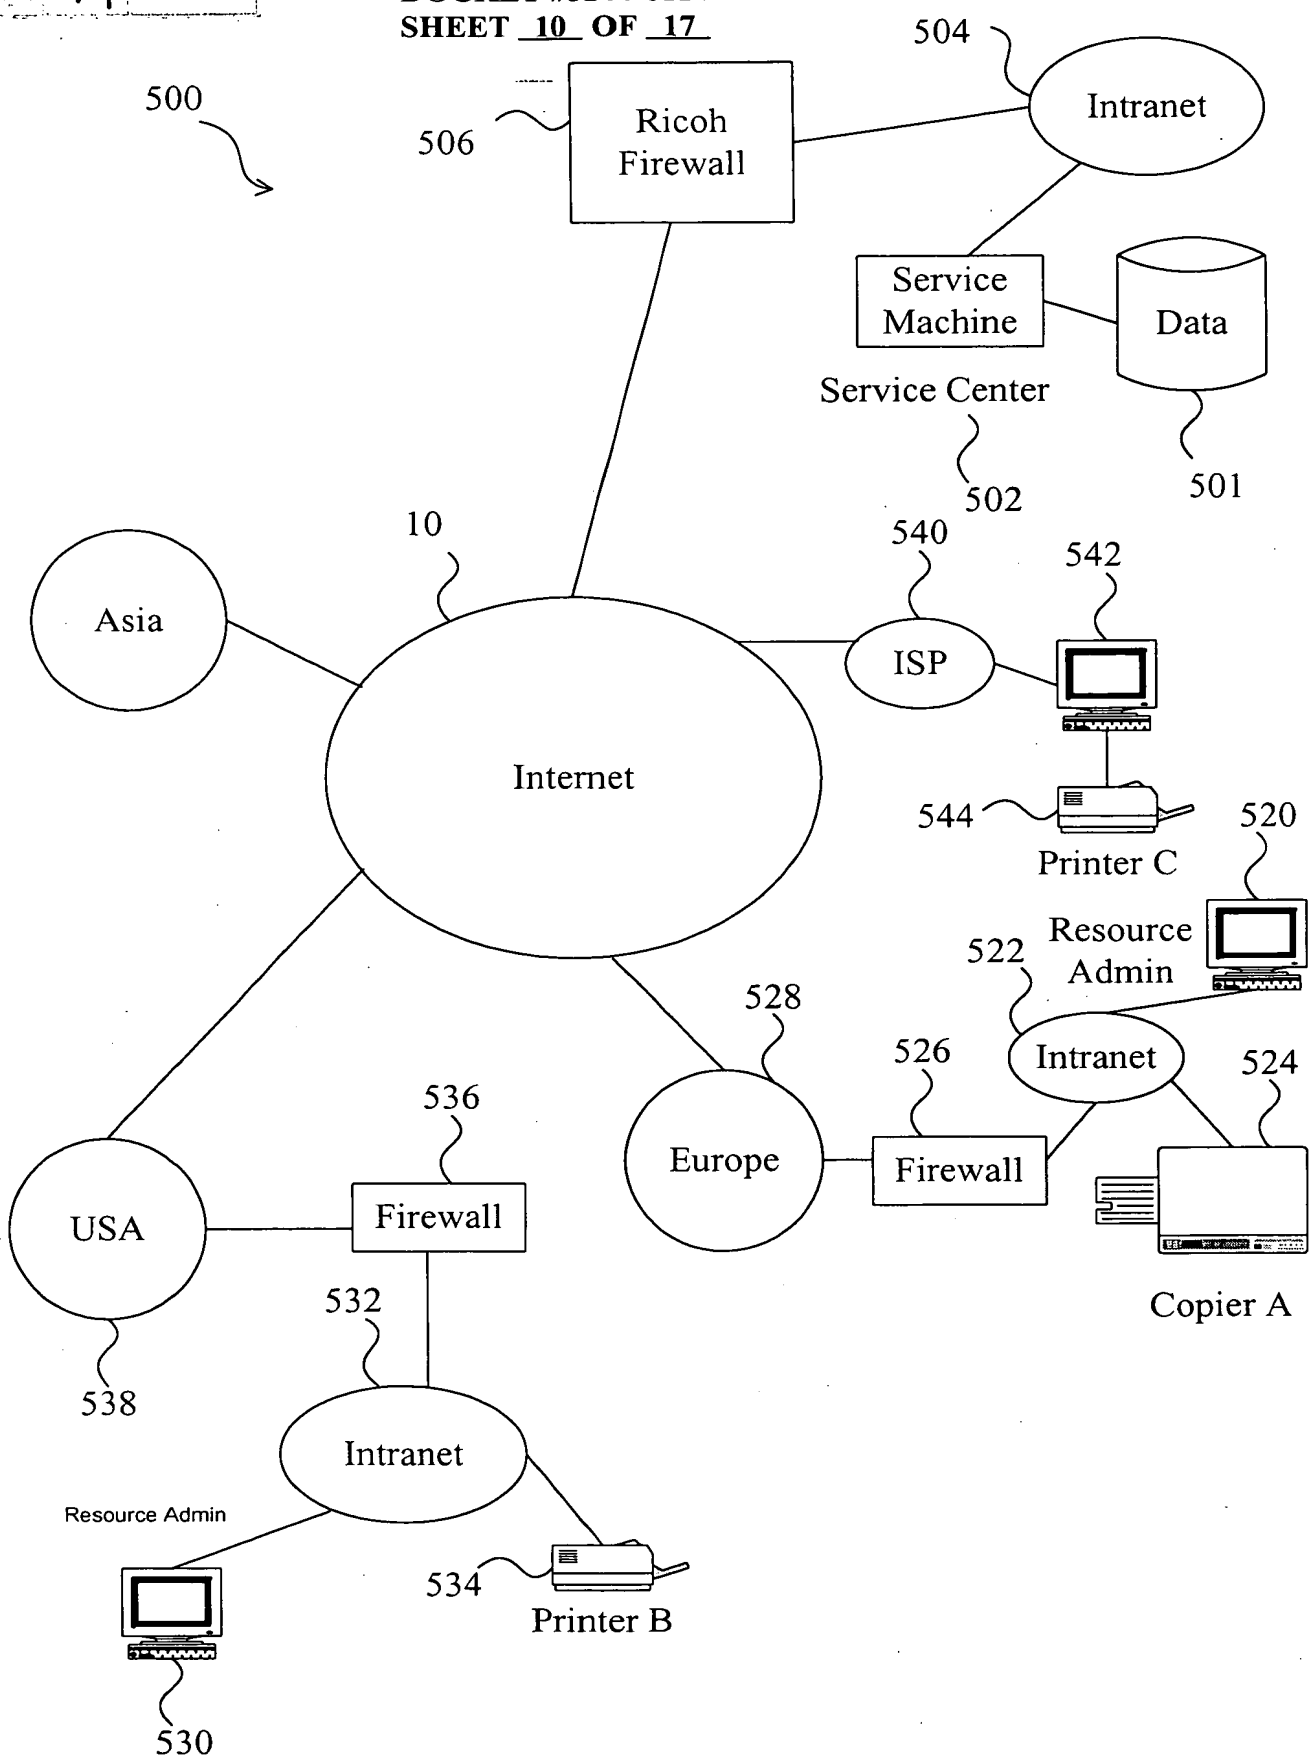 SHEET 10 OF 17
504
500
Intranet
506
Ricoh
Firewall
Service
Machine
Data
Service Center
502
501
10
540
542
Asia
ISP
Internet
544
520
Printer C
Resource
Admin
522
528
526
Intranet
524
536
Europe
Firewall
USA
Firewall
532
Copier A
538
Intranet
Resource Admin
534
Printer B
530